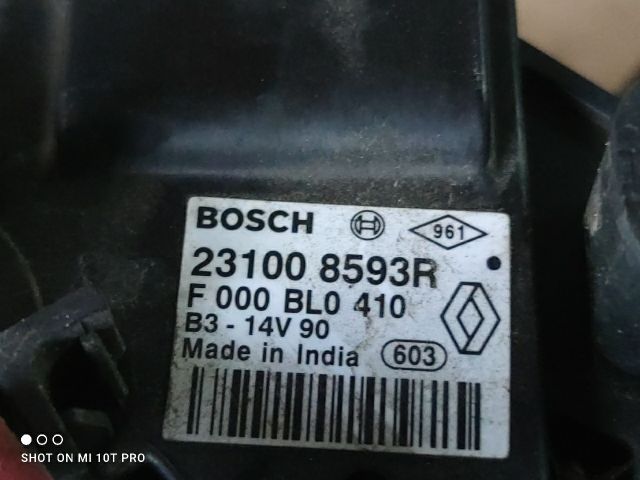 BOSCH 961
23100 8593R
F 000 BL0 410
B3 - 14V 90
Made in India 603
SHOT ON MI 10T PRO